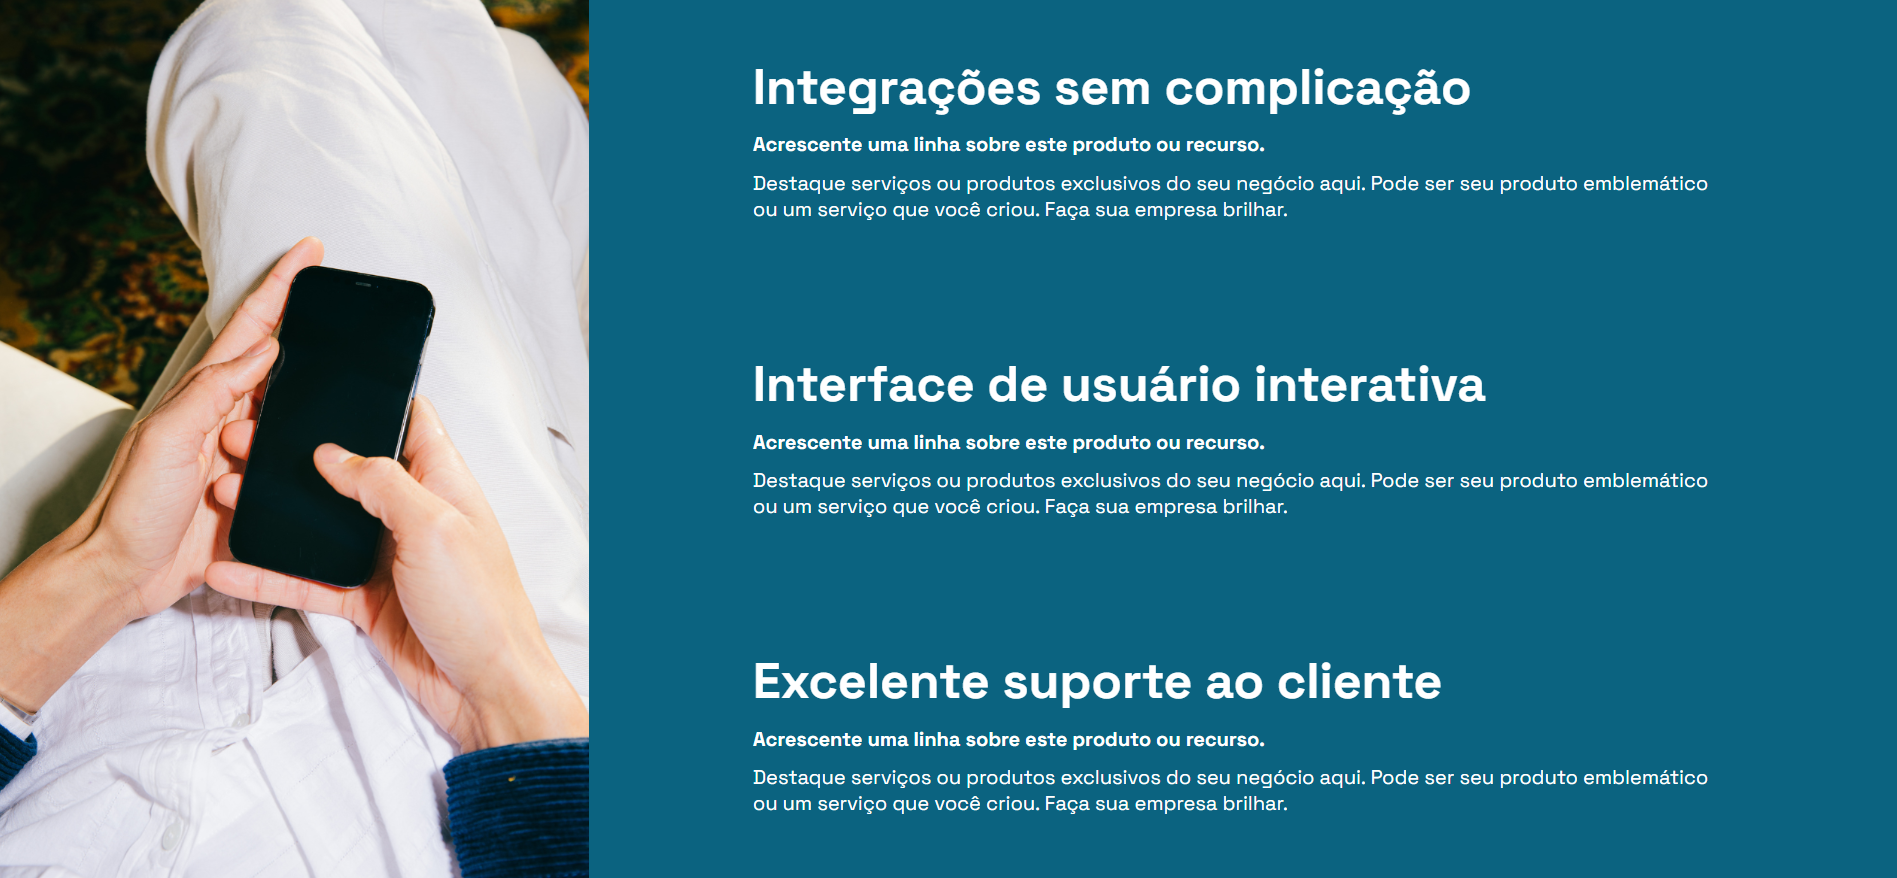 Integrações sem complicação
Acrescente uma linha sobre este produto ou recurso.
Destaque serviços ou produtos exclusivos do seu negócio aqui. Pode ser seu produto emblemático
ou um serviço que você criou. Faça sua empresa brilhar.
Interface de usuário interativa
Acrescente uma linha sobre este produto ou recurso.
Destaque serviços ou produtos exclusivos do seu negócio aqui. Pode ser seu produto emblemático
ou um serviço que você criou. Faça sua empresa brilhar.
Excelente suporte ao cliente
Acrescente uma linha sobre este produto ou recurso.
Destaque serviços ou produtos exclusivos do seu negócio aqui. Pode ser seu produto emblemático
ou um serviço que você criou. Faça sua empresa brilhar.